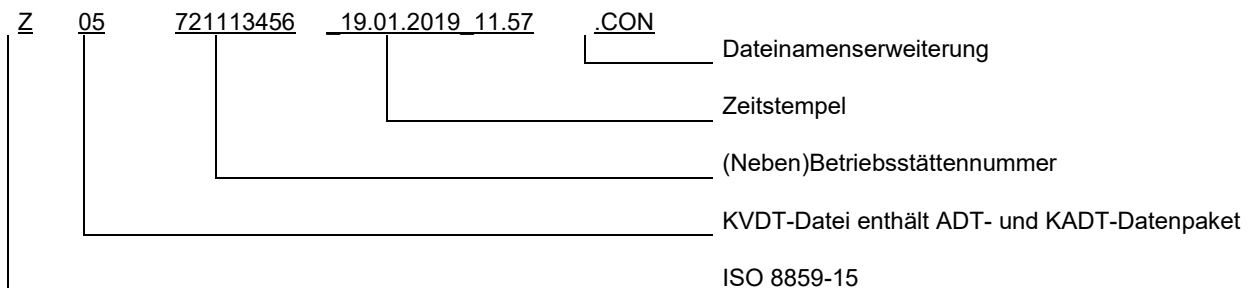 Z 05 721113456 _19.01.2019_11.57 .CON
Dateinamenserweiterung
Zeitstempel
(Neben)Betriebsstättennummer
KVDT-Datei enthält ADT- und KADT-Datenpaket
ISO 8859-15